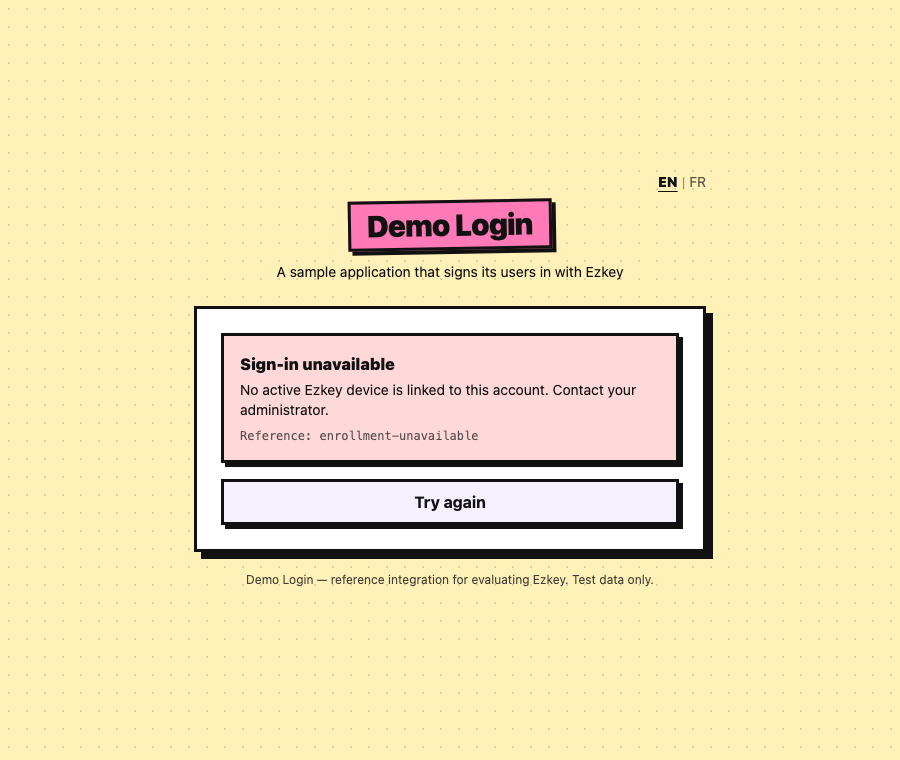 EN | FR
Demo Login
A sample application that signs its users in with Ezkey
Sign-in unavailable
No active Ezkey device is linked to this account. Contact your
administrator.
Reference: enrollment-unavailable
Try again
Demo Login — reference integration for evaluating Ezkey. Test data only.